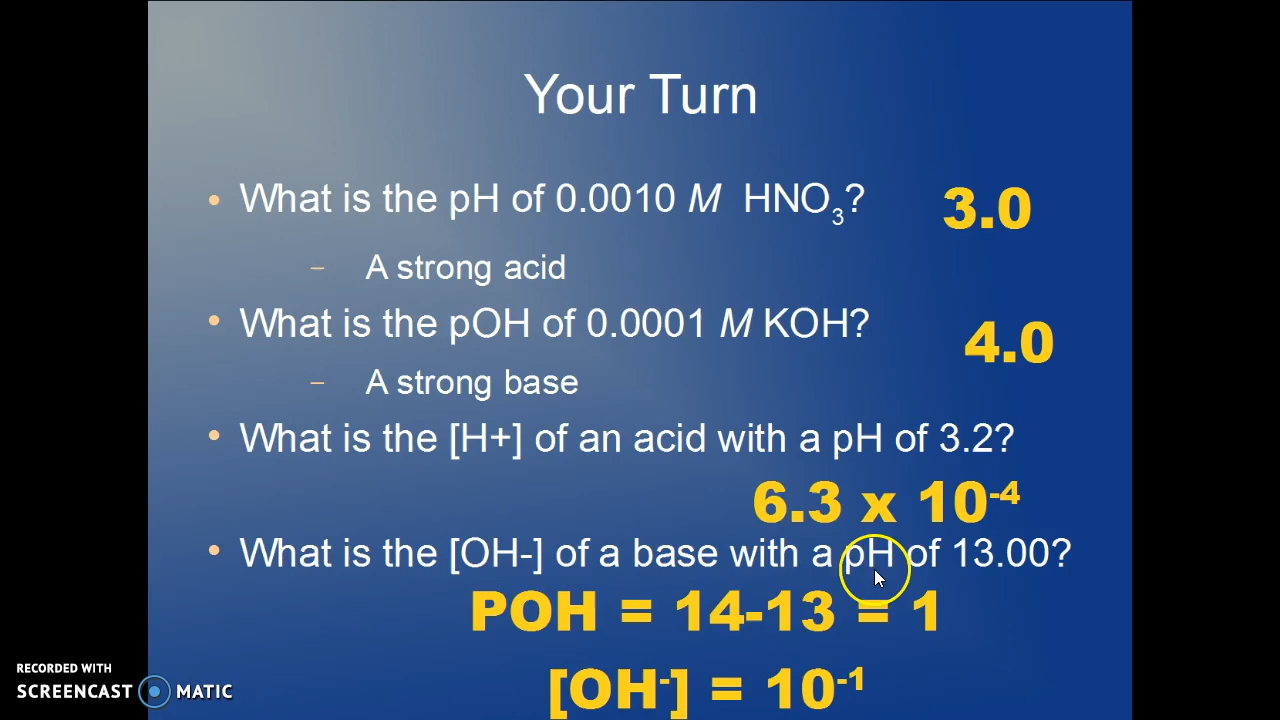 Your Turn
• What is the pH of 0.0010 M HNO₃? 3.0
– A strong acid
• What is the pOH of 0.0001 M KOH? 4.0
– A strong base
• What is the [H+] of an acid with a pH of 3.2?
6.3 x 10⁻⁴
• What is the [OH-] of a base with a pH of 13.00?
POH = 14-13 = 1
[OH⁻] = 10⁻¹
RECORDED WITH
SCREENCAST MATIC